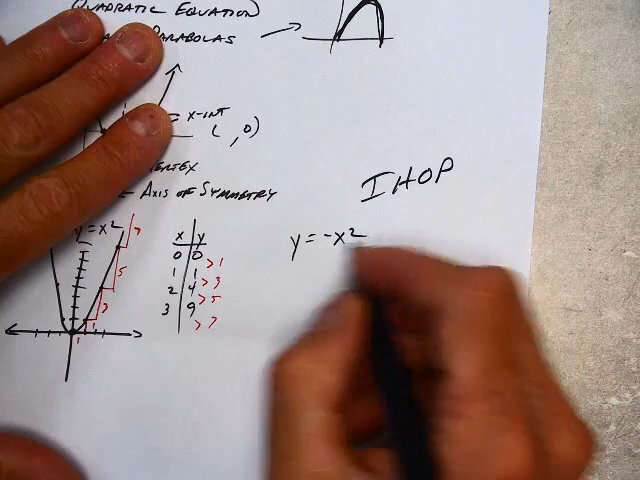 QUADRATIC EQUATION
PARABOLAS
= X-INT
( , 0)
VERTEX
AXIS OF SYMMETRY
IHOP
y = x²
7
5
3
1
1
x y
0 0
1 1
2 4
3 9
>1
>3
>5
>7
y = -x²